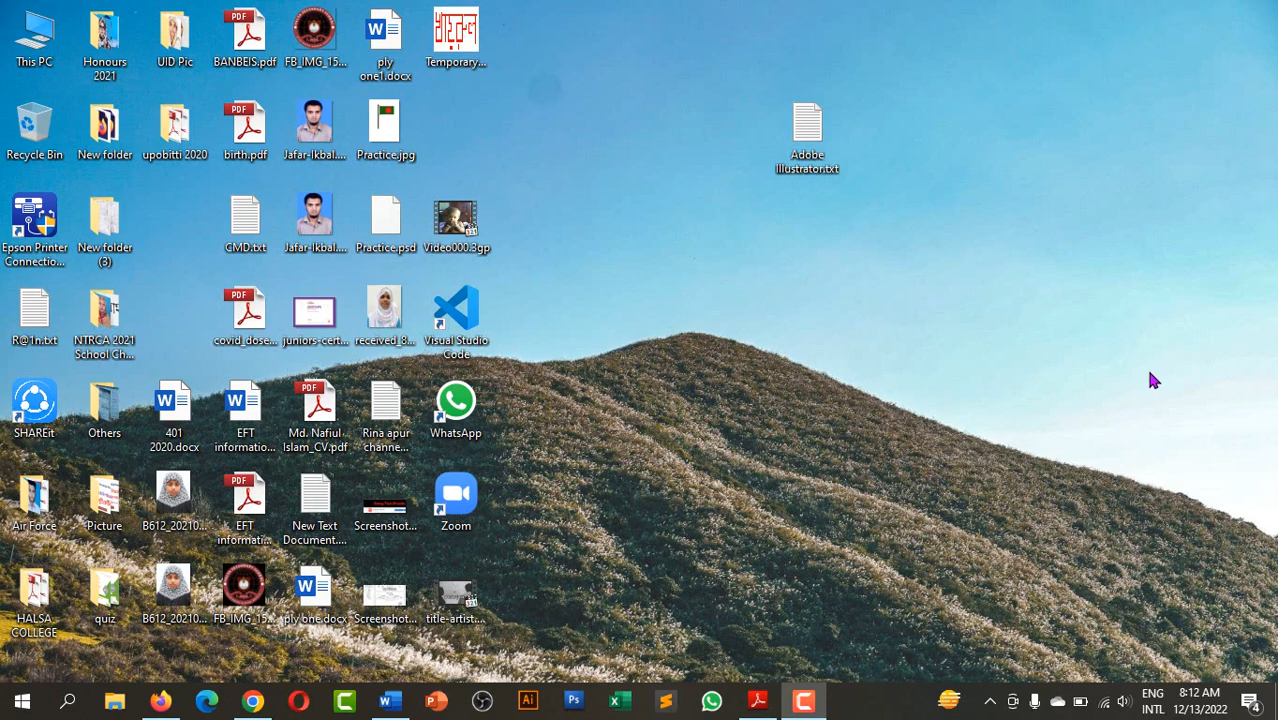 This PC
Honours
2021
UID Pic
BANBEIS.pdf
FB_IMG_15...
ply
one1.docx
Temporary...
Recycle Bin
New folder
upobitti 2020
birth.pdf
Jafar-Ikbal....
Practice.jpg
Adobe
Illustrator.txt
Epson Printer
Connectio...
New folder
(3)
CMD.txt
Jafar-Ikbal....
Practice.psd
Video000.3gp
R@1n.txt
NTRCA 2021
School Ch...
covid_dose...
juniors-cert...
received_8...
Visual Studio
Code
SHAREit
Others
401
2020.docx
EFT
informatio...
Md. Nafiul
Islam_CV.pdf
Rina apur
channe...
WhatsApp
Air Force
Picture
B612_20210...
EFT
informati...
New Text
Document....
Screenshot...
Zoom
HALSA
COLLEGE
quiz
B612_20210...
FB_IMG_15...
ply one.docx
Screenshot...
title-artist....
ENG
INTL
8:12 AM
12/13/2022
4